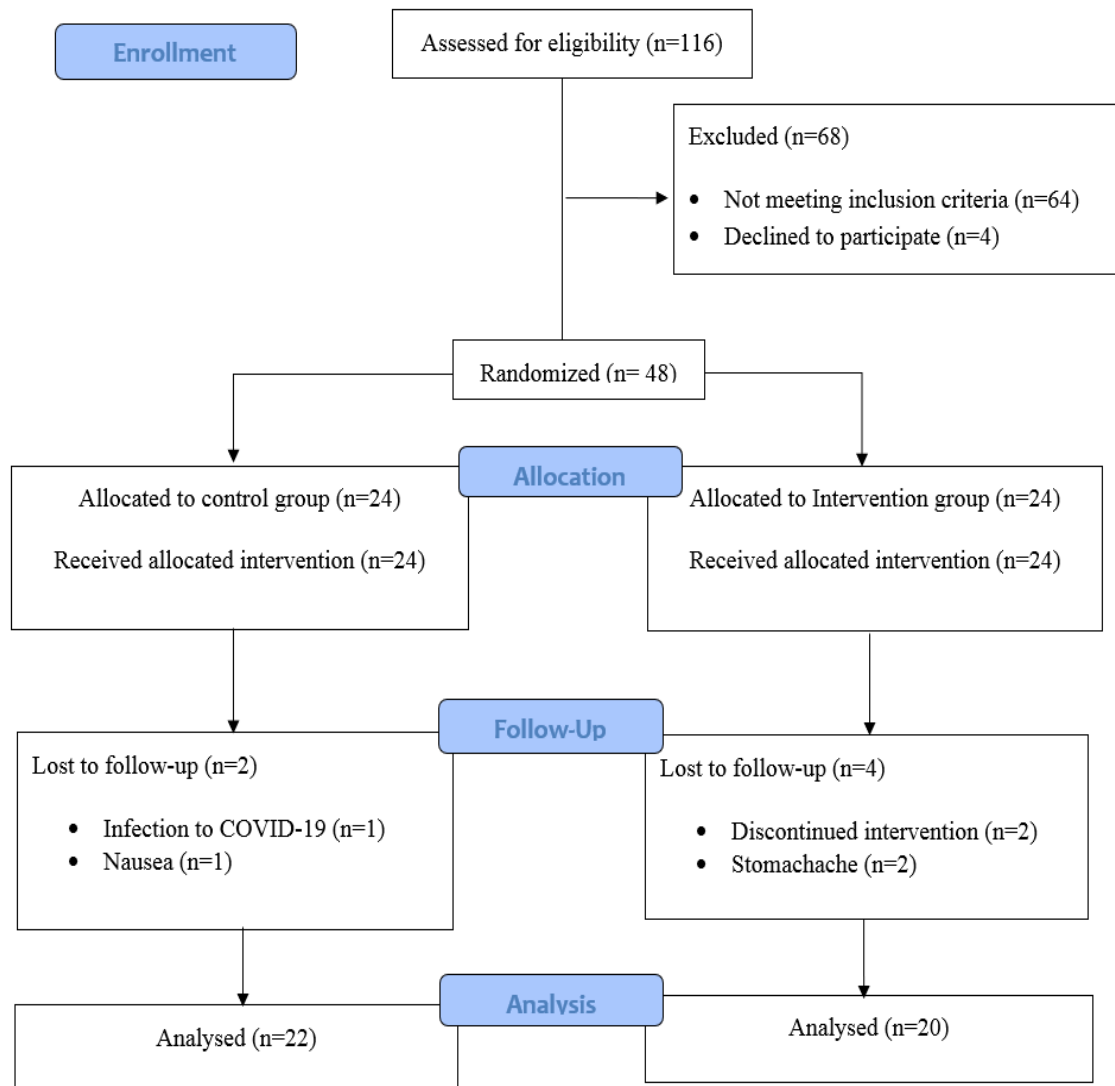 Enrollment
Assessed for eligibility (n=116)
Excluded (n=68)
• Not meeting inclusion criteria (n=64)
• Declined to participate (n=4)
Randomized (n= 48)
Allocation
Allocated to control group (n=24)
Received allocated intervention (n=24)
Allocated to Intervention group (n=24)
Received allocated intervention (n=24)
Follow-Up
Lost to follow-up (n=2)
• Infection to COVID-19 (n=1)
• Nausea (n=1)
Lost to follow-up (n=4)
• Discontinued intervention (n=2)
• Stomachache (n=2)
Analysis
Analysed (n=22)
Analysed (n=20)